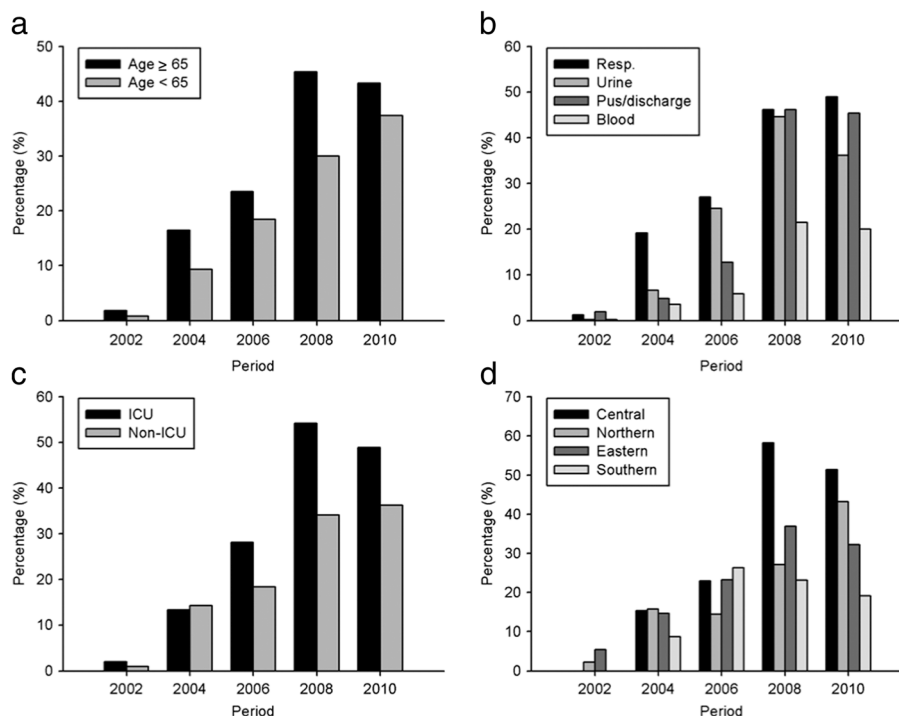 a
Age ≥ 65
Age < 65
Percentage (%)
50
40
30
20
10
0
2002 2004 2006 2008 2010
Period
b
Resp.
Urine
Pus/discharge
Blood
Percentage (%)
60
50
40
30
20
10
0
2002 2004 2006 2008 2010
Period
c
ICU
Non-ICU
Percentage (%)
60
50
40
30
20
10
0
2002 2004 2006 2008 2010
Period
d
Central
Northern
Eastern
Southern
Percentage (%)
70
60
50
40
30
20
10
0
2002 2004 2006 2008 2010
Period